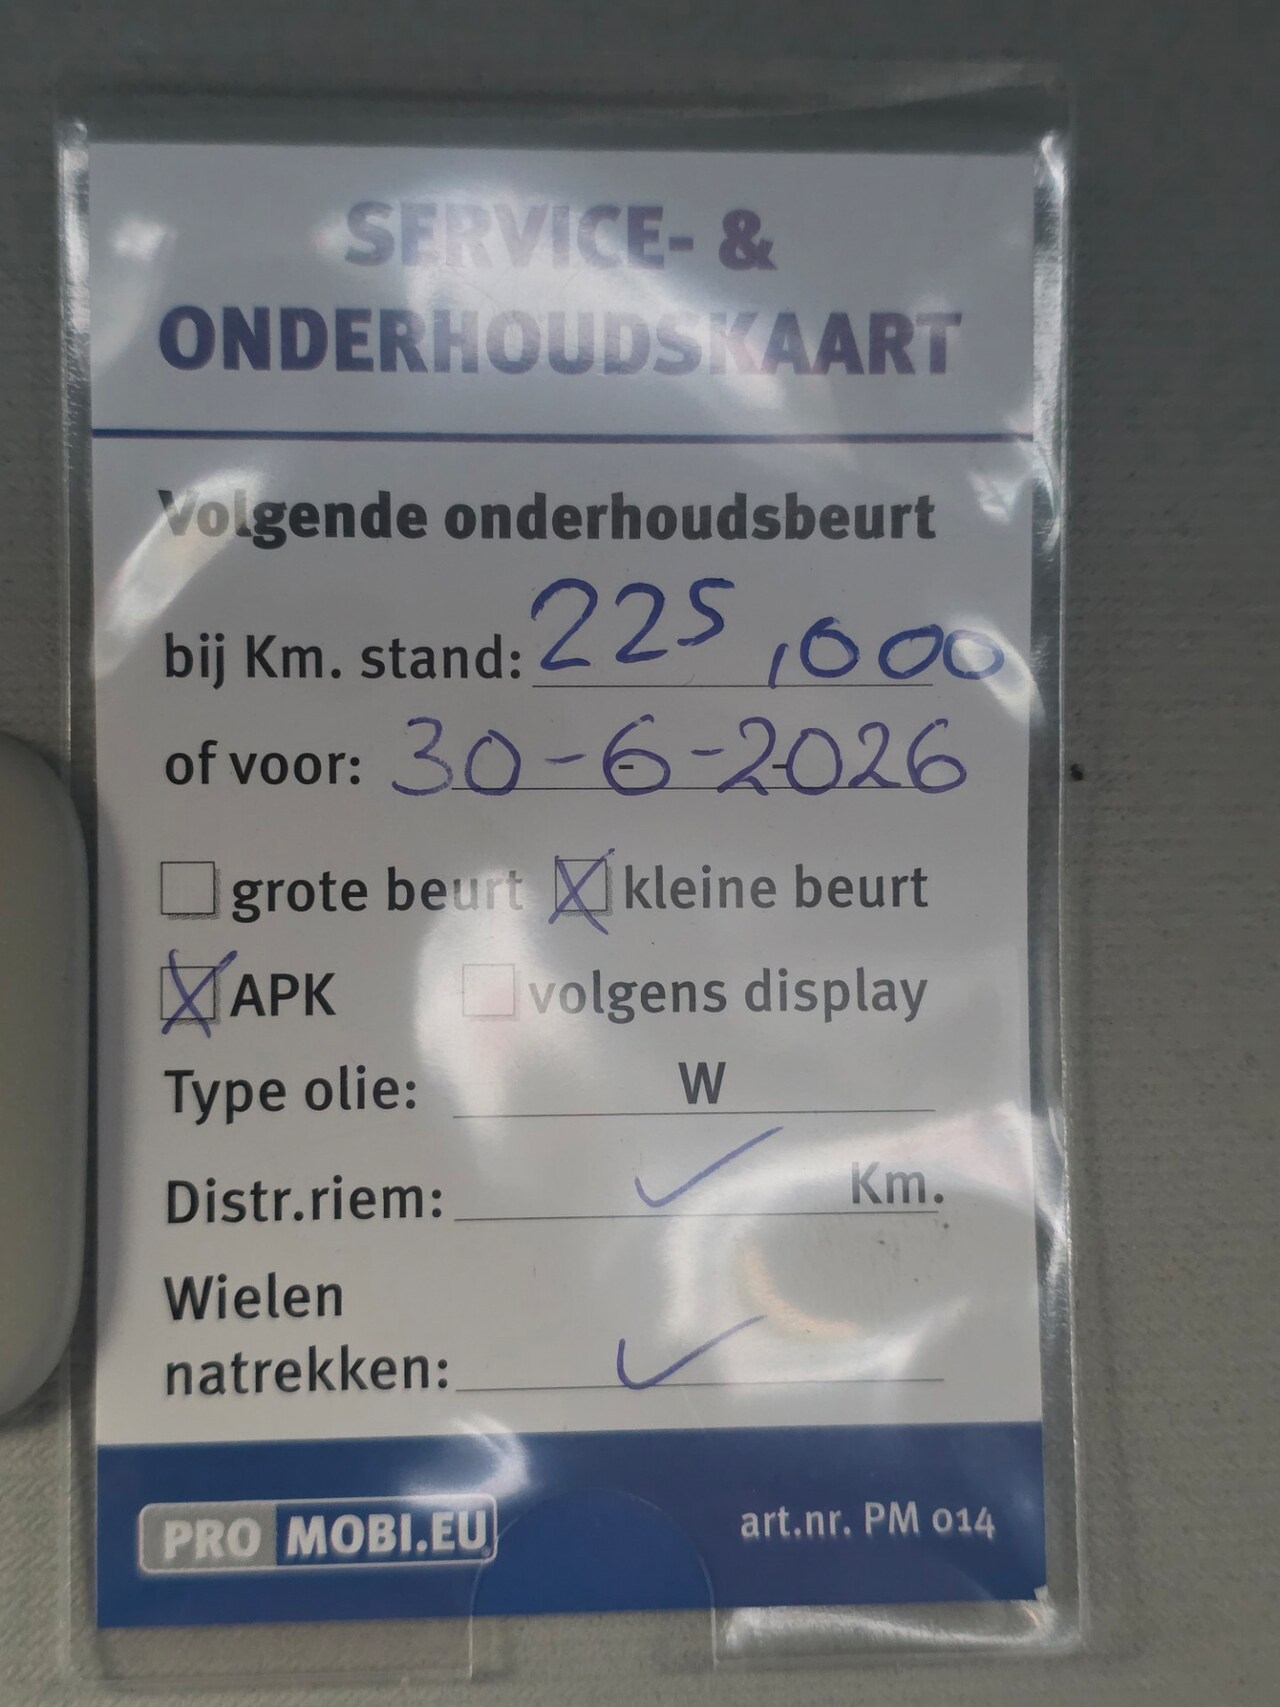 SERVICE- &
ONDERHOUDSKAART
Volgende onderhoudsbeurt
bij Km. stand: 225,000
of voor: 30-6-2026
grote beurt kleine beurt
APK volgens display
Type olie: W
Distr.riem: Km.
Wielen
natrekken:
PRO MOBI.EU art.nr. PM 014